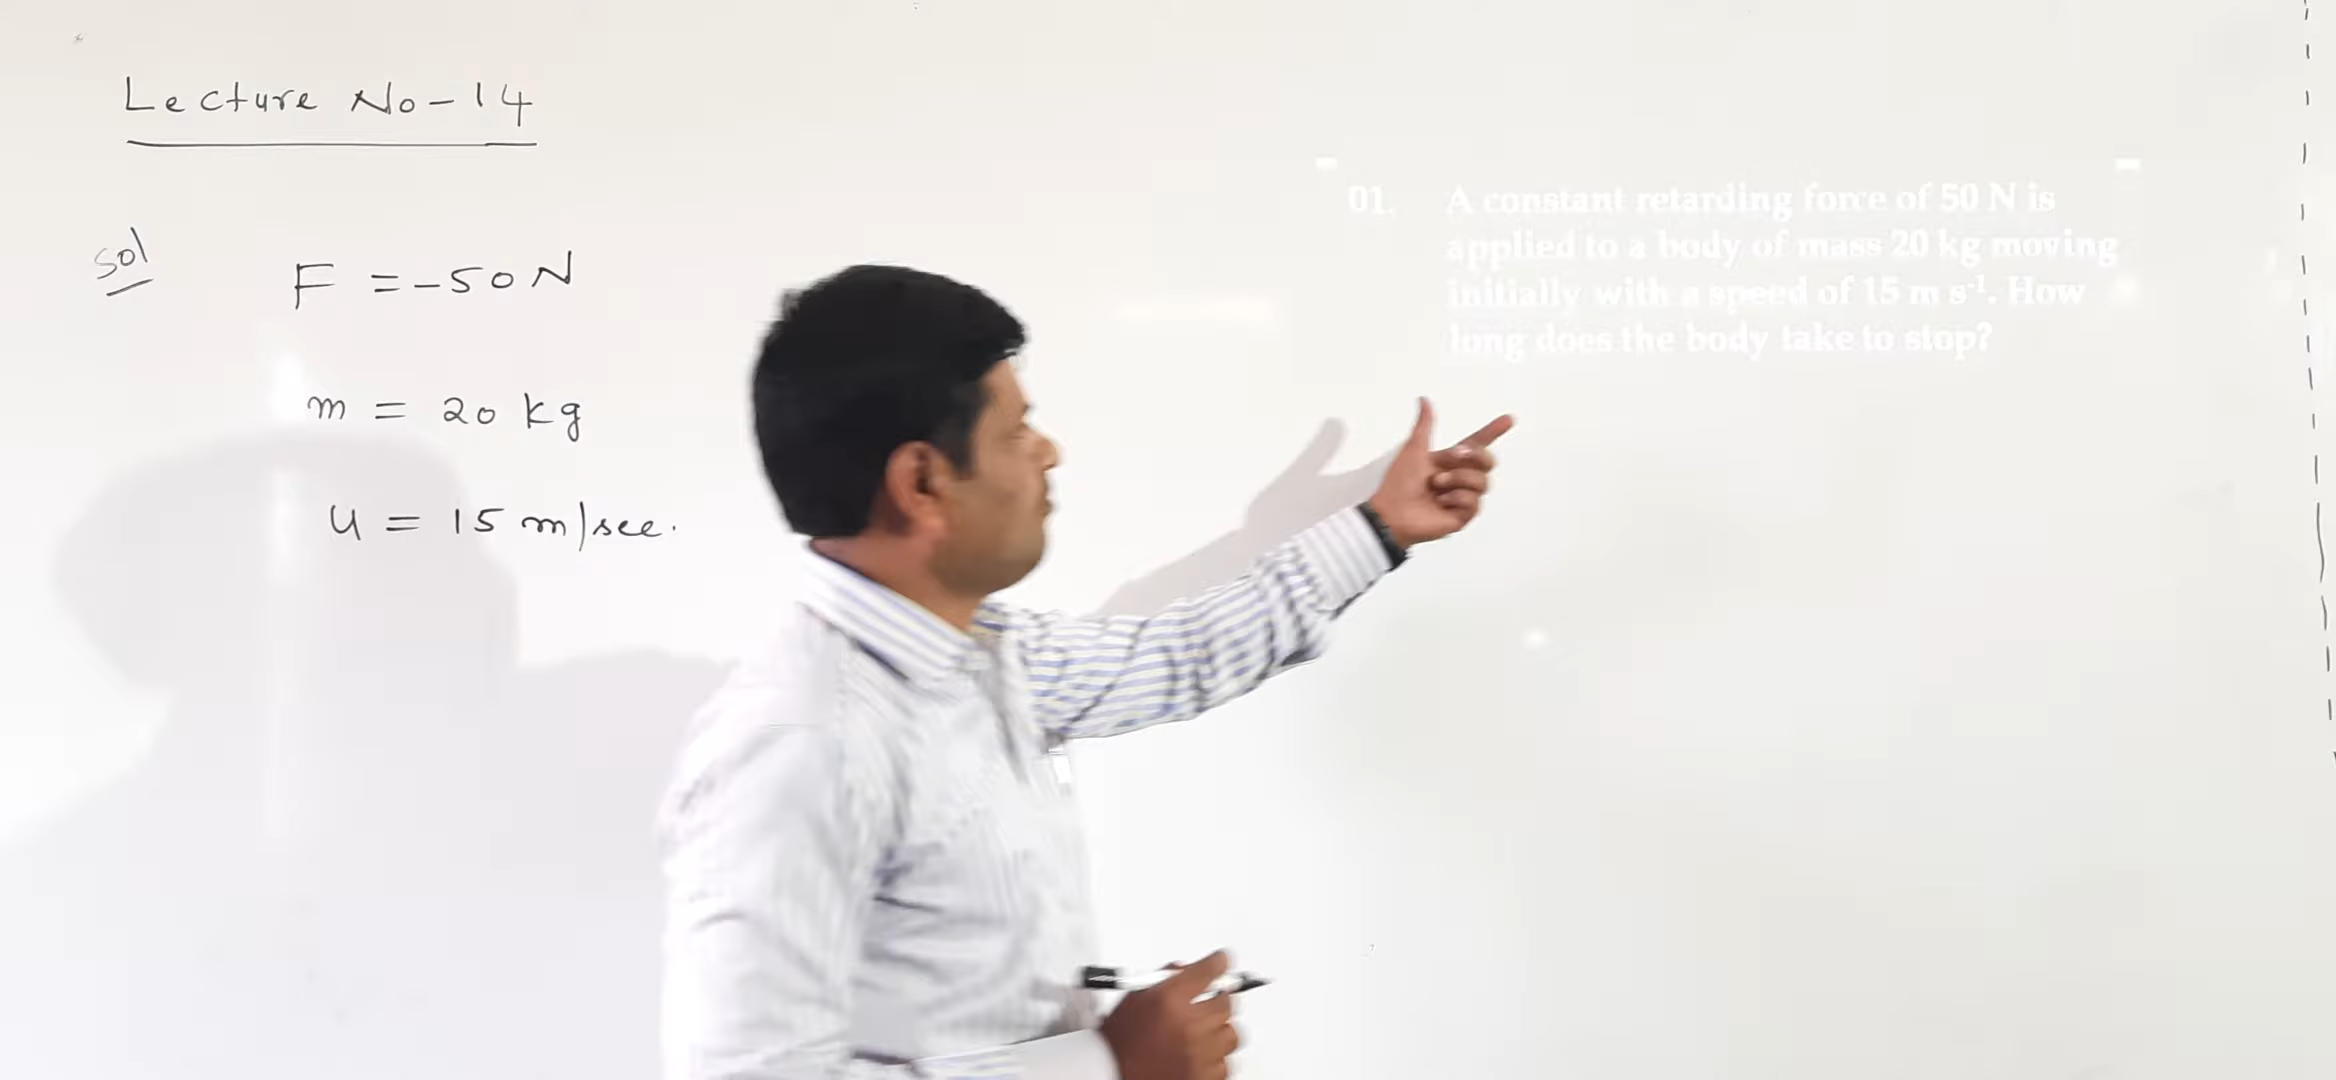 Lecture No-14
Sol
F = -50 N
m = 20 kg
u = 15 m/sec.
01. A constant retarding force of 50 N is
applied to a body of mass 20 kg moving
initially with a speed of 15 m s⁻¹. How
long does the body take to stop?